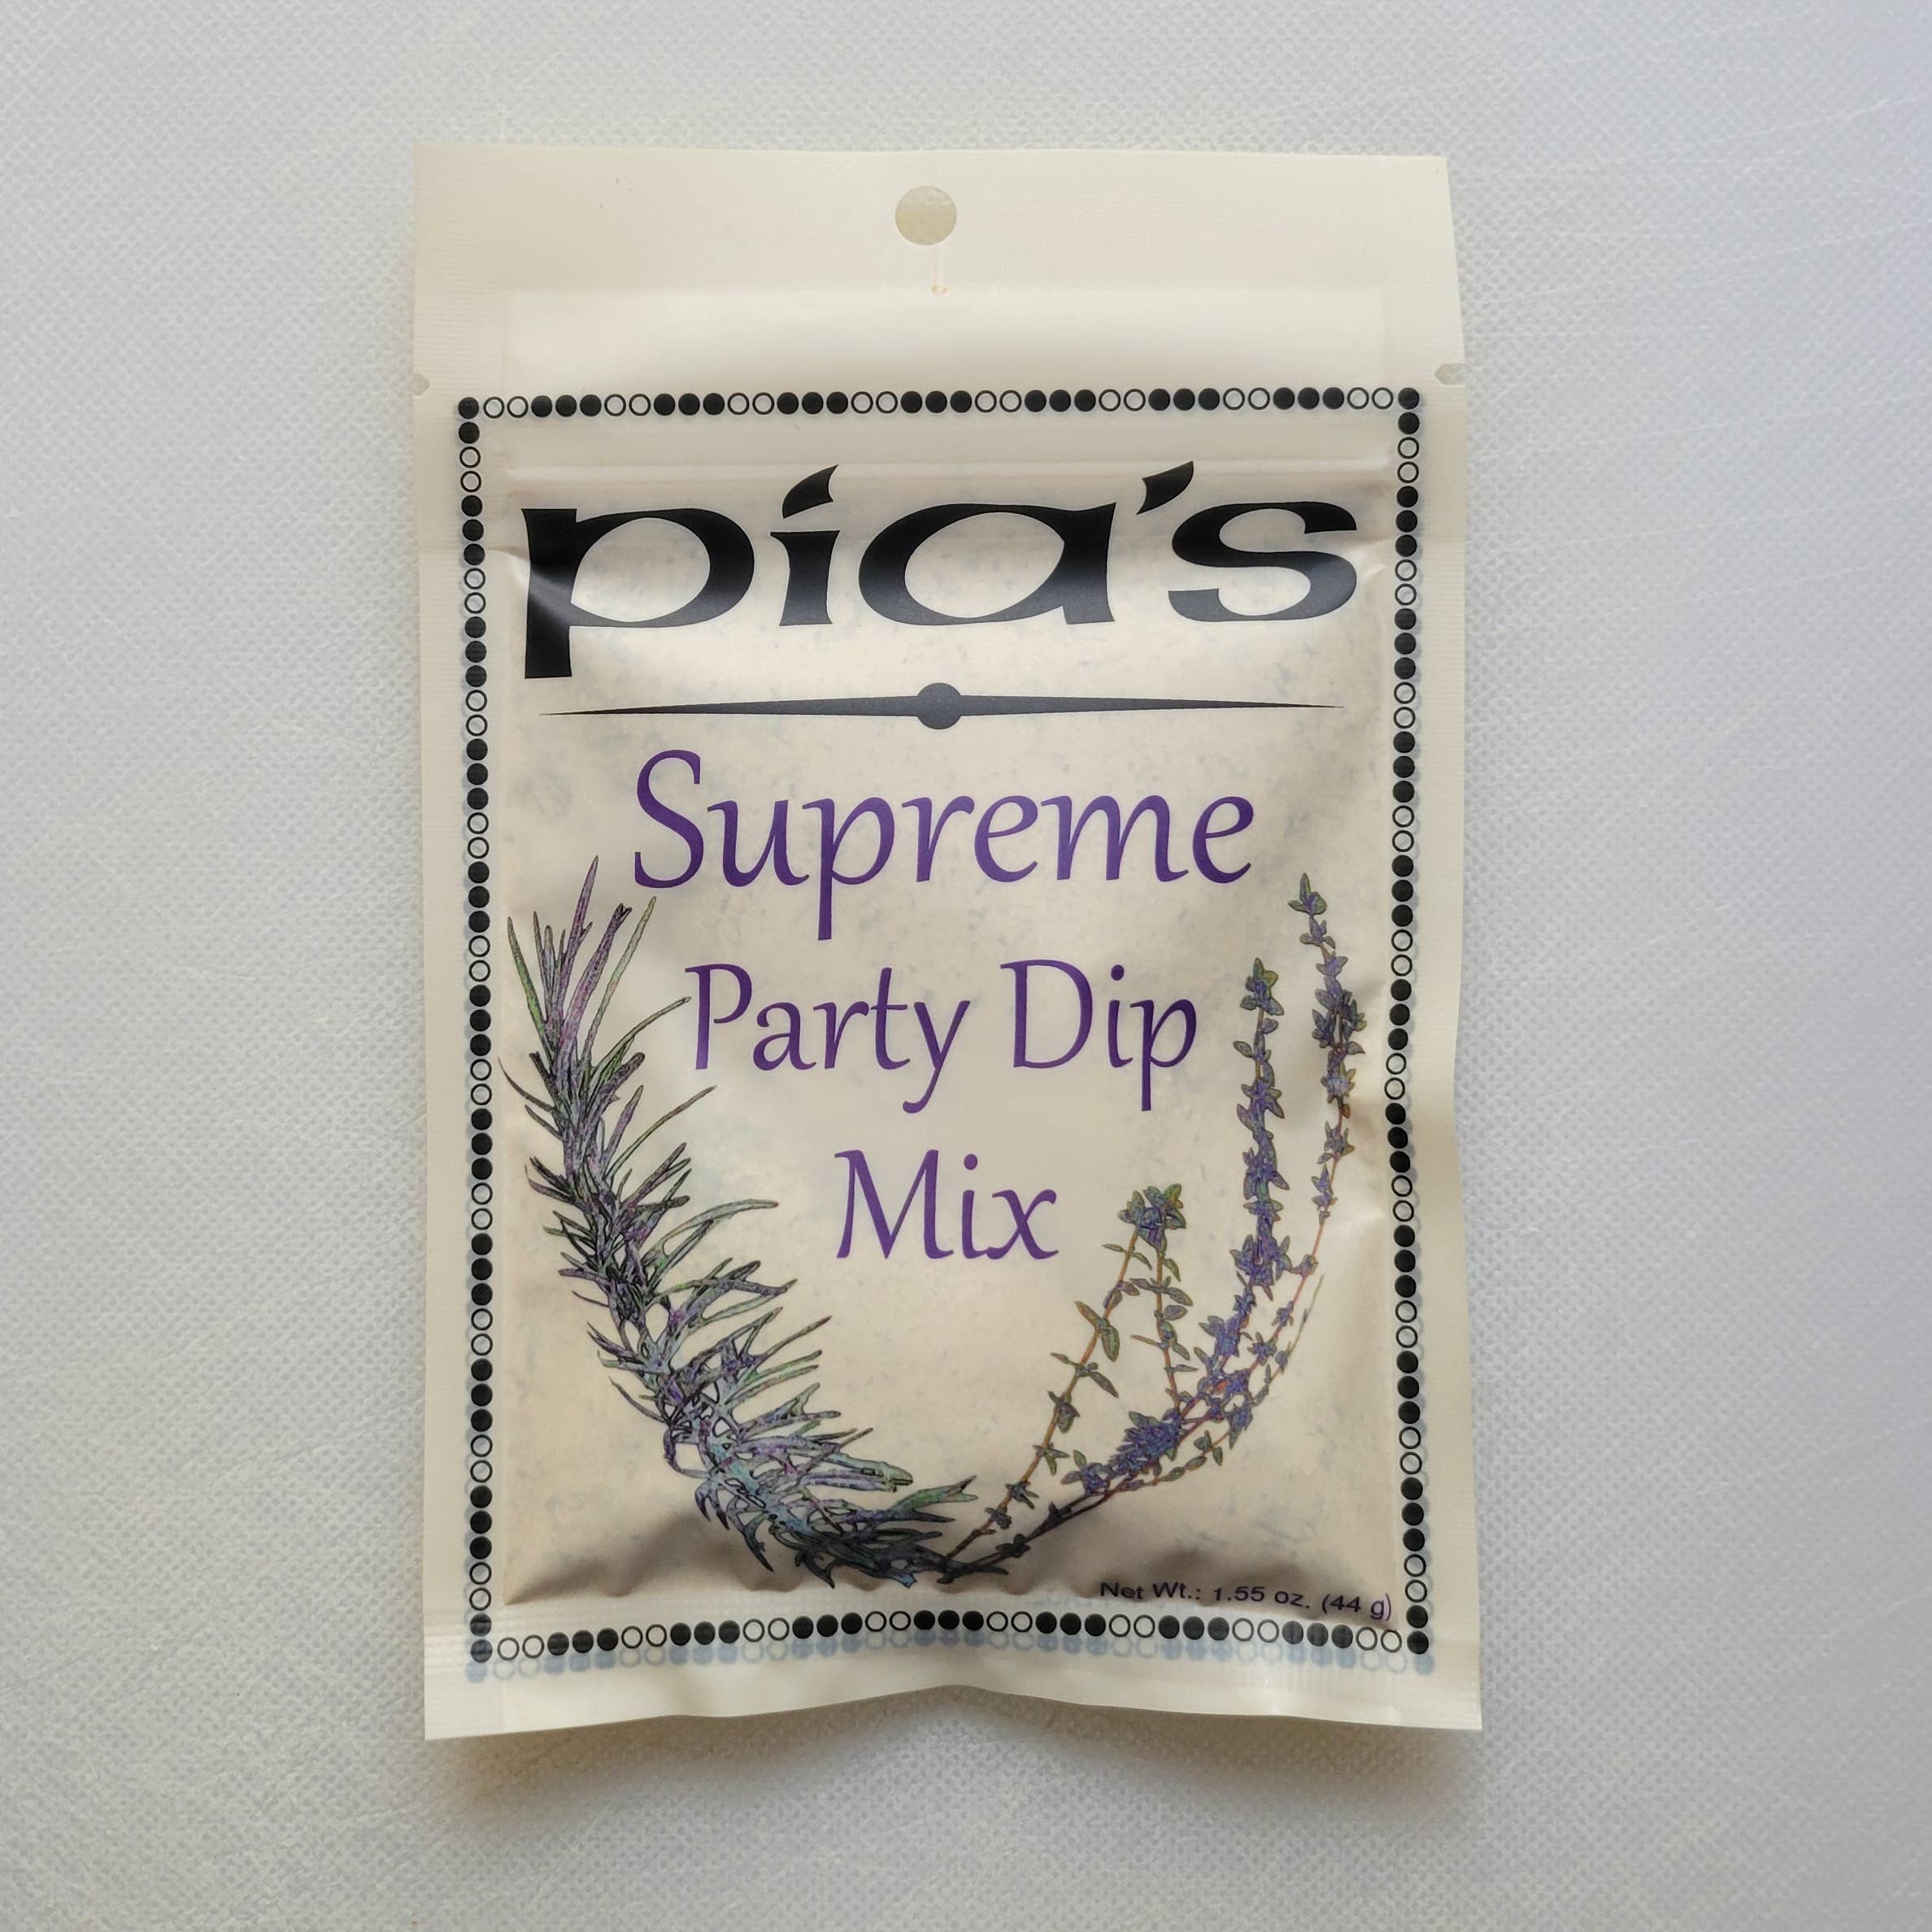 pia's
Supreme
Party Dip
Mix
Net Wt.: 1.55 oz. (44 g)